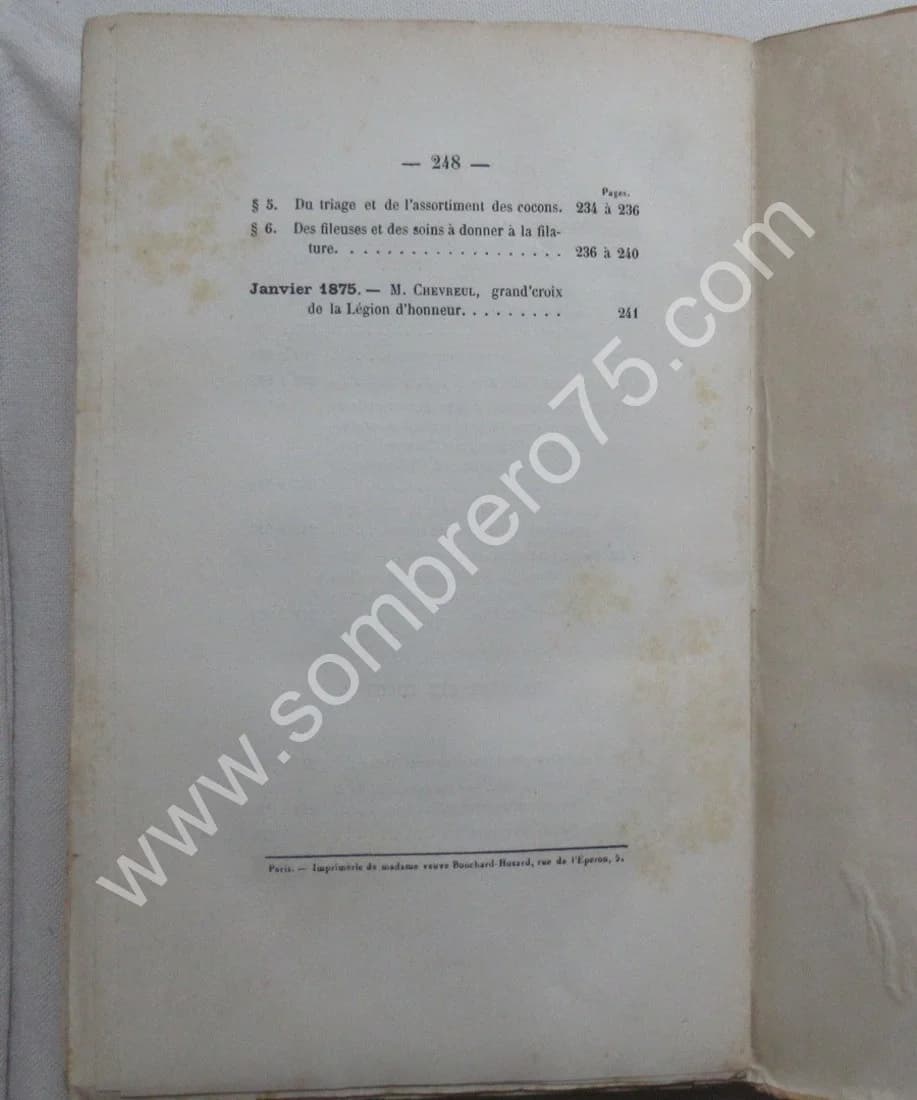 — 248 —
Pages.
§ 5. Du triage et de l'assortiment des cocons. 234 à 236
§ 6. Des fileuses et des soins à donner à la fila-
ture. . . . . . . . . . . . . . . . . . . 236 à 240
Janvier 1875. — M. CHEVREUL, grand'croix
de la Légion d'honneur. . . . . . . . . 241
Paris. — Imprimerie de madame veuve Bouchard-Huzard, rue de l'Éperon, 5.
www.sombrero75.com